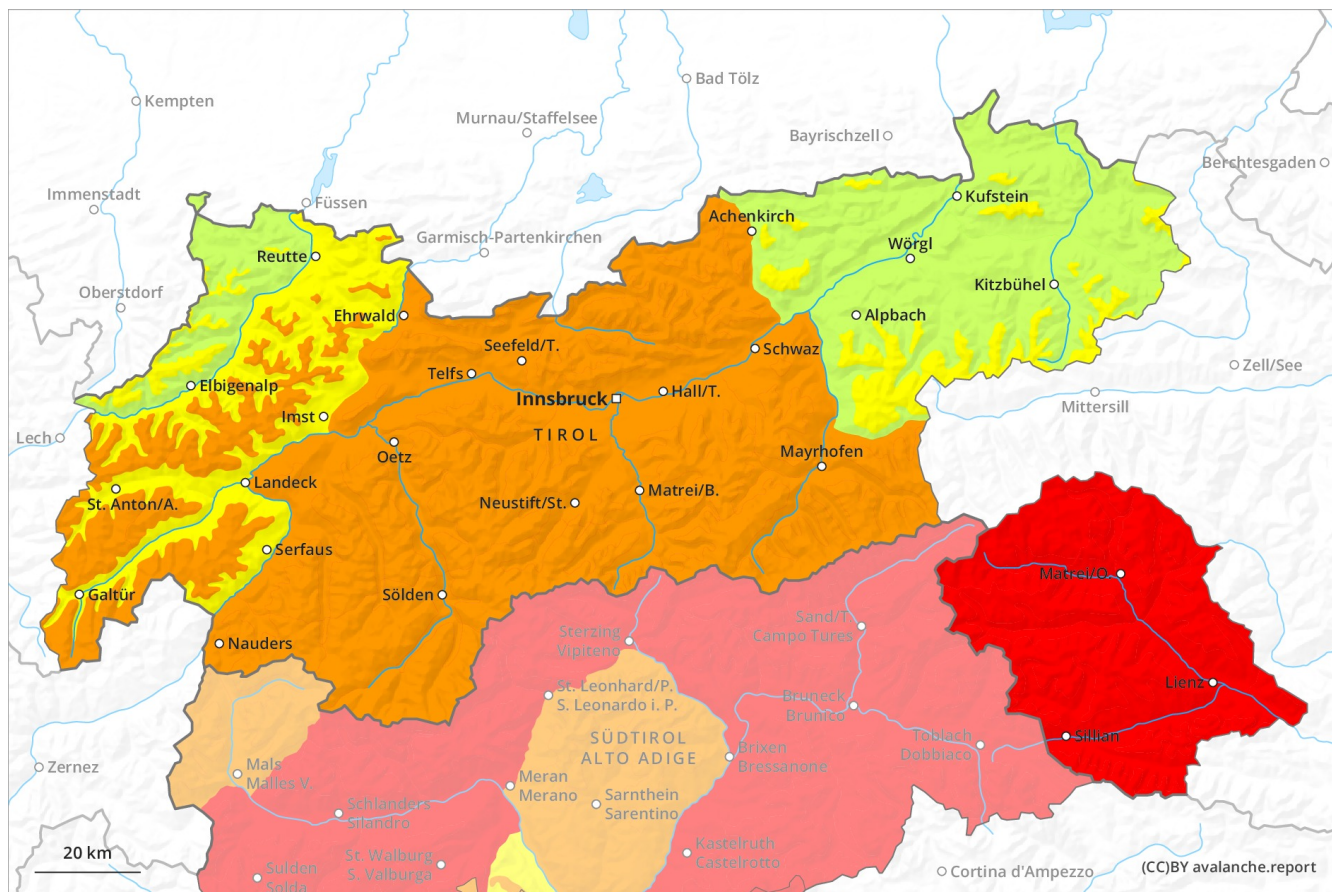 Kempten
Bad Tölz
Murnau/Staffelsee
Bayrischzell
Berchtesgaden
Immenstadt
Füssen
Kufstein
Achenkirch
Garmisch-Partenkirchen
Reutte
Wörgl
Oberstdorf
Kitzbühel
Ehrwald
Alpbach
Seefeld/T.
Schwaz
Zell/See
Telfs
Elbigenalp
Hall/T.
Innsbruck
Mittersill
Imst
Lech
TIROL
Oetz
Mayrhofen
Landeck
St. Anton/A.
Neustift/St.
Matrei/B.
Serfaus
Matrei/O.
Galtür
Sölden
Sand/T.
Campo Tures
Sterzing
Vipiteno
Nauders
Lienz
St. Leonhard/P.
S. Leonardo i. P.
Bruneck
Brunico
SÜDTIROL
ALTO ADIGE
Toblach
Dobbiaco
Sillian
Brixen
Bressanone
Zernez
Mals
Malles V.
Meran
Merano
Sarnthein
Sarentino
Schlanders
Silandro
Kastelruth
Castelrotto
20 km
St. Walburg
S. Valburga
Sulden
Solda
Cortina d'Ampezzo
(CC)BY avalanche.report